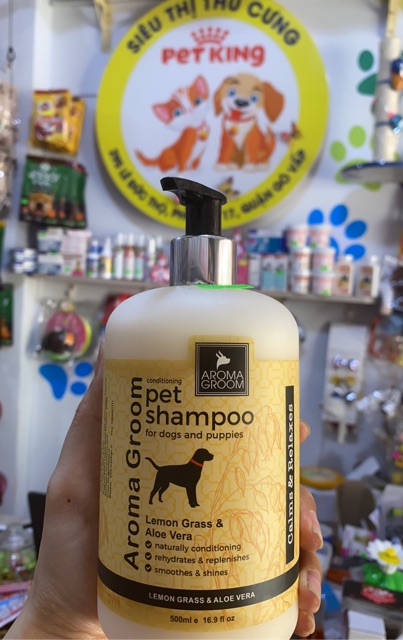 SIÊU THỊ THÚ CƯNG
PET KING
AROMA
GROOM
Aroma Groom
conditioning
pet
shampoo
for dogs and puppies
Calms & Relaxes
Lemon Grass &
Aloe Vera
naturally conditioning
rehydrates & replenishes
smoothes & shines
LEMON GRASS & ALOE VERA
500ml e 16.9 fl oz